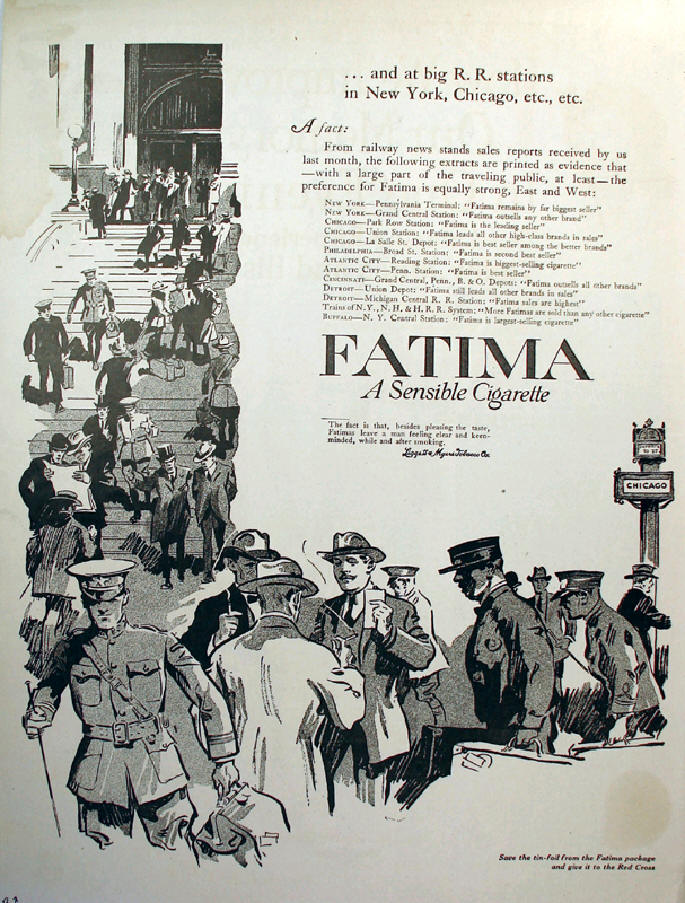 ... and at big R. R. stations
in New York, Chicago, etc., etc.
A fact:
From railway news stands sales reports received by us
last month, the following extracts are printed as evidence that
—with a large part of the traveling public, at least—the
preference for Fatima is equally strong, East and West:
NEW YORK—Pennsylvania Terminal: "Fatima remains by far biggest seller"
NEW YORK—Grand Central Station: "Fatima outsells any other brand"
CHICAGO—Park Row Station: "Fatima is the leading seller"
CHICAGO—Union Station: "Fatima leads all other high-class brands in sales"
CHICAGO—La Salle St. Depot: "Fatima is best seller among the better brands"
PHILADELPHIA—Broad St. Station: "Fatima is second best seller"
ATLANTIC CITY—Reading Station: "Fatima is biggest-selling cigarette"
ATLANTIC CITY—Penn. Station: "Fatima is best seller"
CINCINNATI—Grand Central, Penn., B. & O. Depots: "Fatima outsells all other brands"
DETROIT—Union Depot: "Fatima still leads all other brands in sales"
DETROIT—Michigan Central R. R. Station: "Fatima sales are highest"
Trains of N.Y., N. H. & H. R. R. System: "More Fatimas are sold than any other cigarette"
BUFFALO—N. Y. Central Station: "Fatima is largest-selling cigarette"
FATIMA
A Sensible Cigarette
The fact is that, besides pleasing the taste,
Fatimas leave a man feeling clear and keen-
minded, while and after smoking.
Liggett & Myers Tobacco Co.
CHICAGO
Save the tin-foil from the Fatima package
and give it to the Red Cross